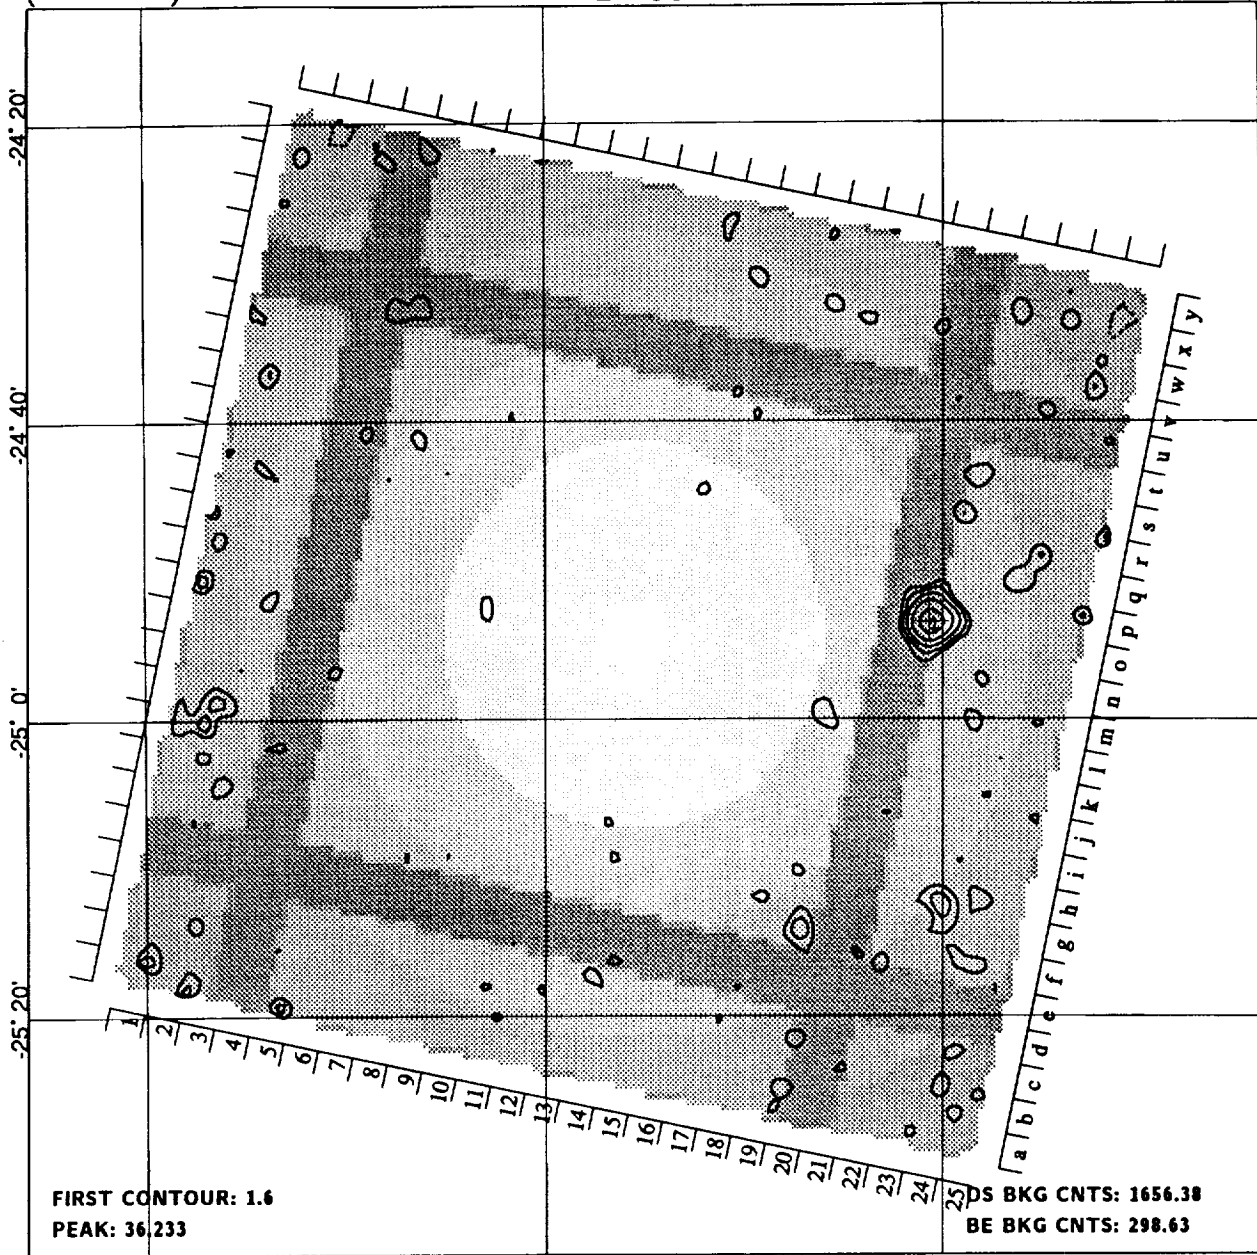 -24° 20'
-24° 40'
-25° 0'
-25° 20'
1 2 3 4 5 6 7 8 9 10 11 12 13 14 15 16 17 18 19 20 21 22 23 24 25
a b c d e f g h i j k l m n o p q r s t u v w x y
FIRST CONTOUR: 1.6
PEAK: 36.233
DS BKG CNTS: 1656.38
BE BKG CNTS: 298.63